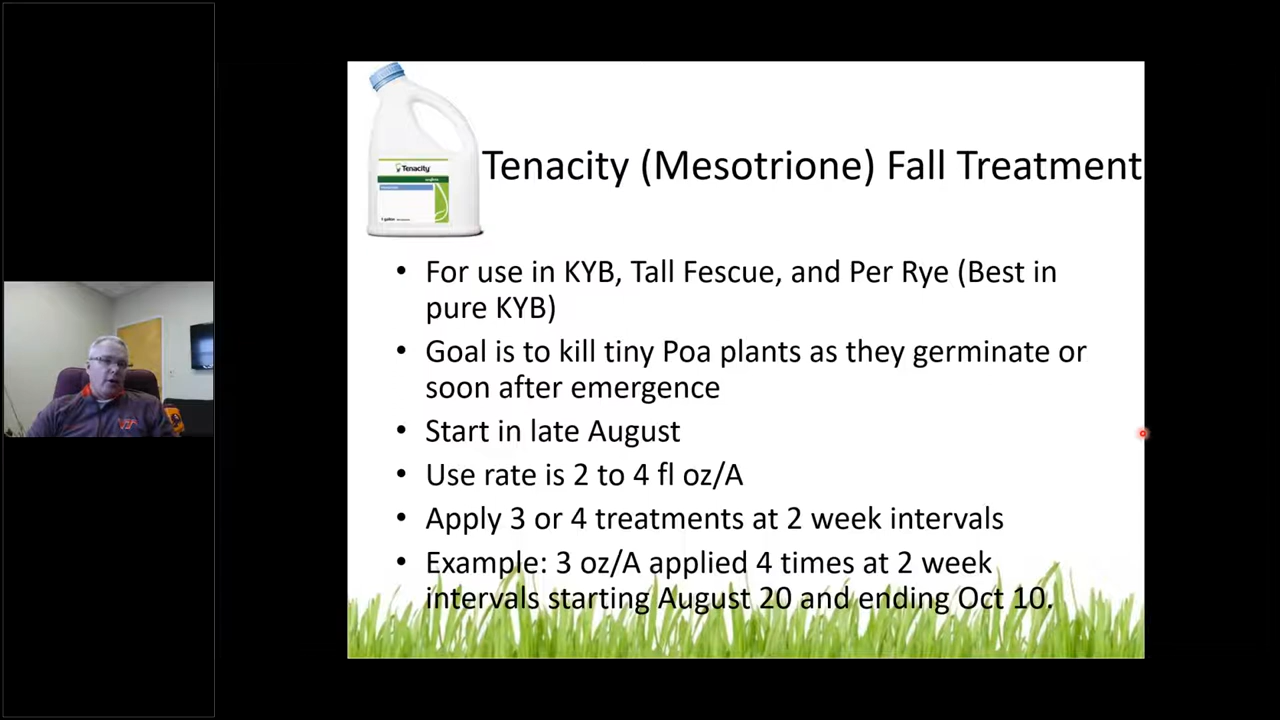 Tenacity
Tenacity (Mesotrione) Fall Treatment
• For use in KYB, Tall Fescue, and Per Rye (Best in
pure KYB)
• Goal is to kill tiny Poa plants as they germinate or
soon after emergence
• Start in late August
• Use rate is 2 to 4 fl oz/A
• Apply 3 or 4 treatments at 2 week intervals
• Example: 3 oz/A applied 4 times at 2 week
intervals starting August 20 and ending Oct 10.
VT